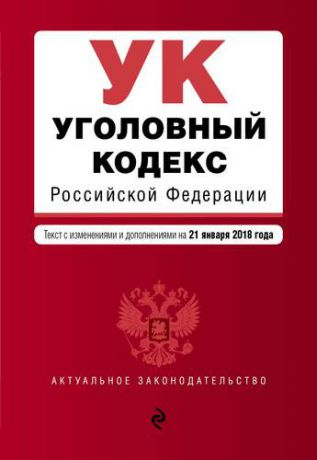 УК
УГОЛОВНЫЙ
КОДЕКС
Российской Федерации
Текст с изменениями и дополнениями на 21 января 2018 года
АКТУАЛЬНОЕ ЗАКОНОДАТЕЛЬСТВО